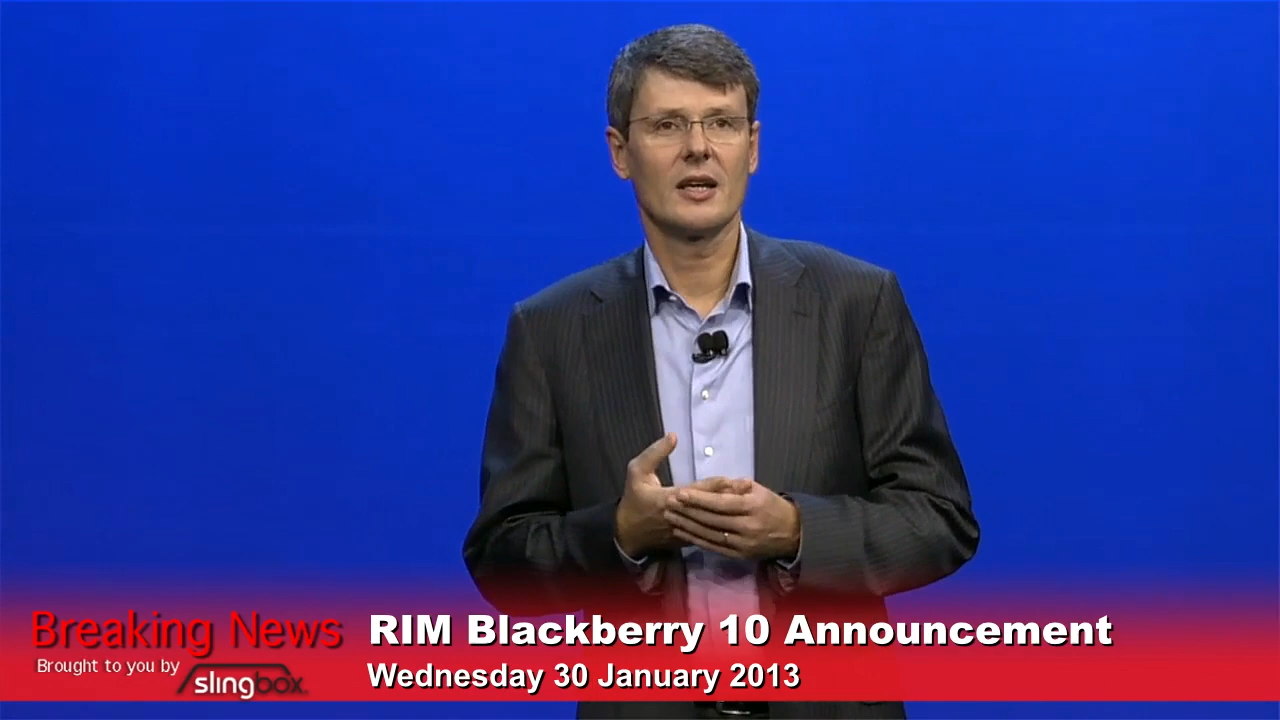 Breaking News
Brought to you by
slingbox.
RIM Blackberry 10 Announcement
Wednesday 30 January 2013